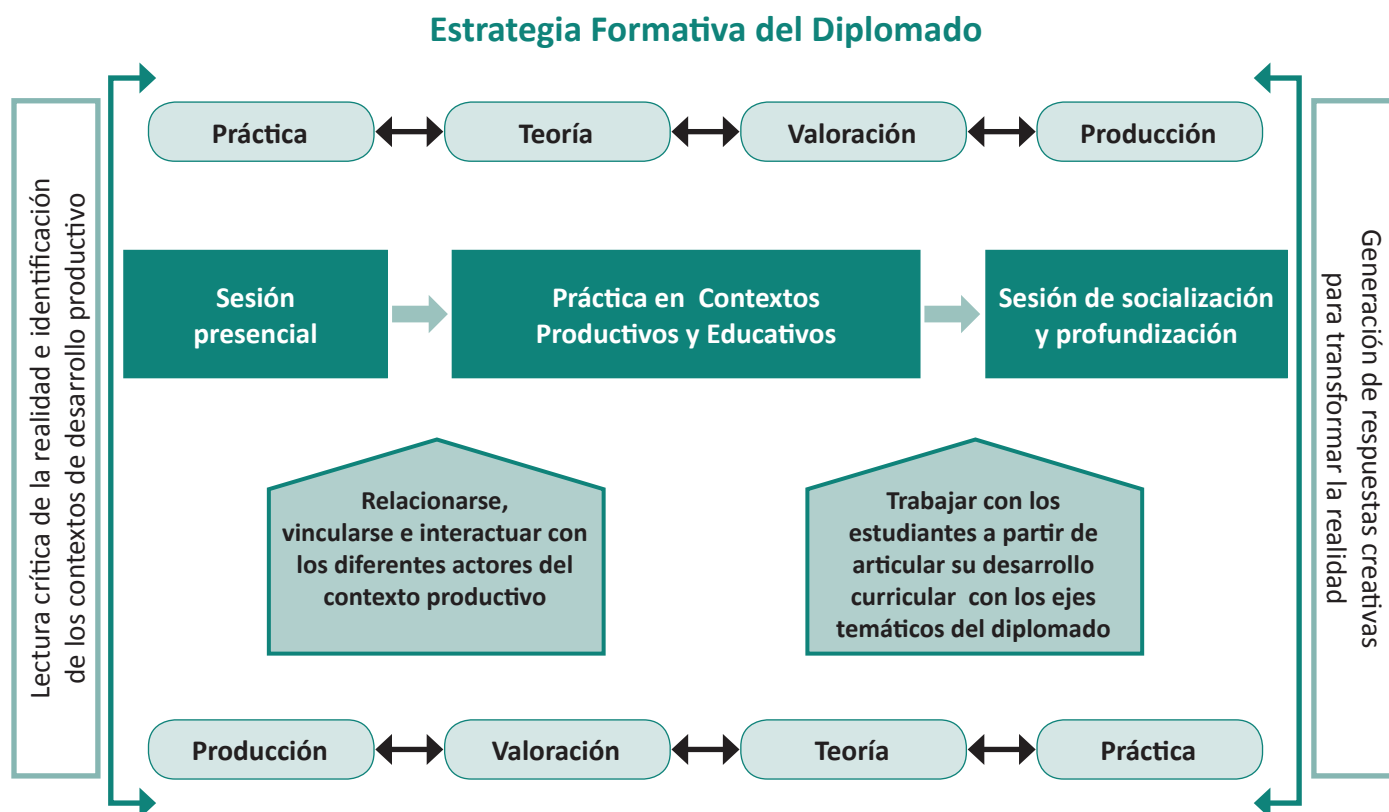 Estrategia Formativa del Diplomado
Lectura crítica de la realidad e identificación
de los contextos de desarrollo productivo
Práctica
Teoría
Valoración
Producción
Sesión
presencial
Práctica en Contextos
Productivos y Educativos
Sesión de socialización
y profundización
Relacionarse,
vincularse e interactuar con
los diferentes actores del
contexto productivo
Trabajar con los
estudiantes a partir de
articular su desarrollo
curricular con los ejes
temáticos del diplomado
Producción
Valoración
Teoría
Práctica
Generación de respuestas creativas
para transformar la realidad